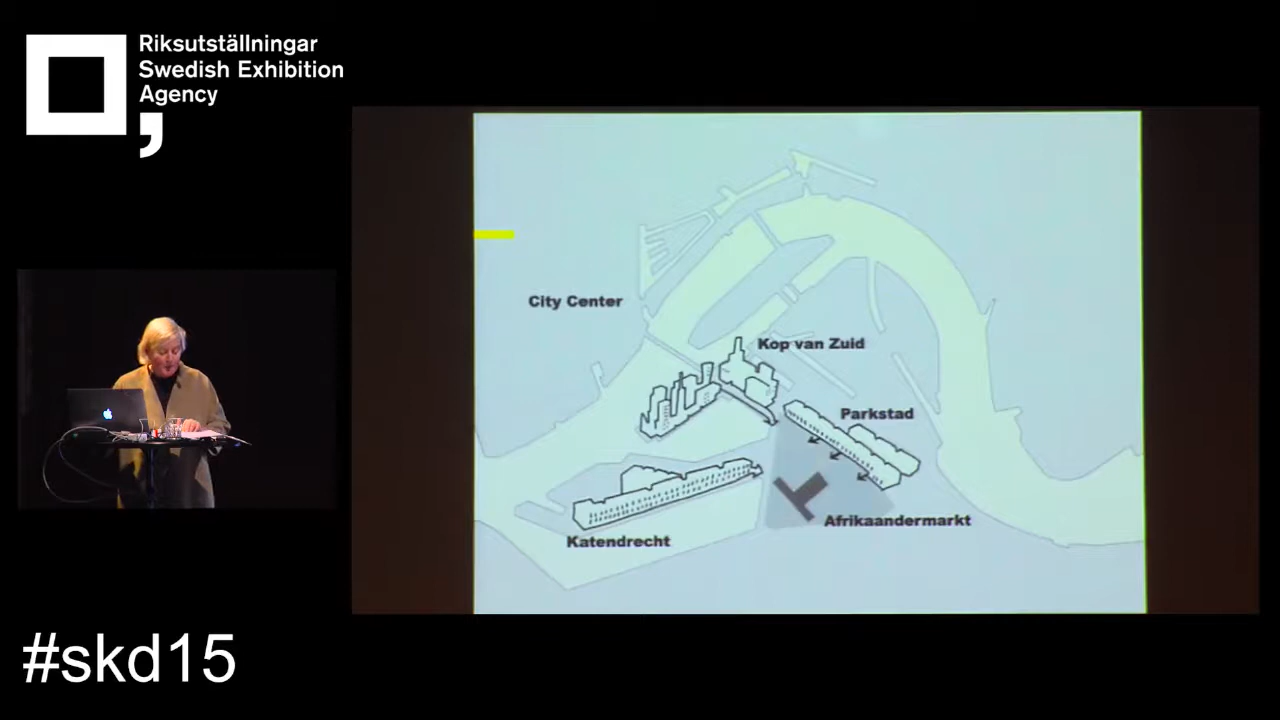 Riksutställningar
Swedish Exhibition
Agency
City Center
Kop van Zuid
Parkstad
Afrikaandermarkt
Katendrecht
#skd15